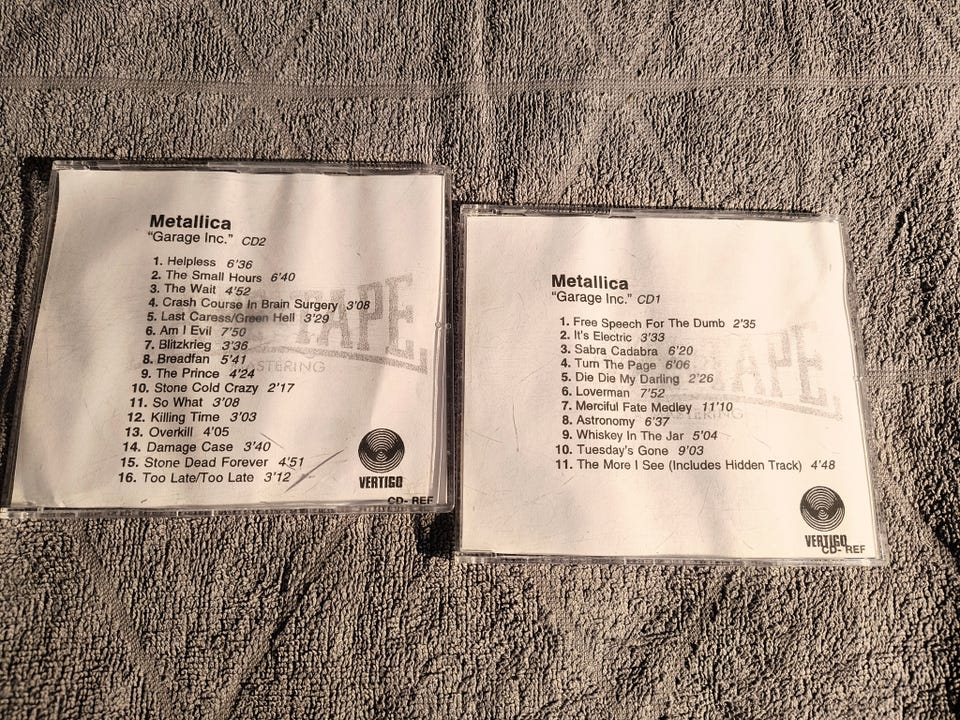 Metallica
"Garage Inc." CD2
1. Helpless 6'36
2. The Small Hours 6'40
3. The Wait 4'52
4. Crash Course In Brain Surgery 3'08
5. Last Caress/Green Hell 3'29
6. Am I Evil 7'50
7. Blitzkrieg 3'36
8. Breadfan 5'41
9. The Prince 4'24
10. Stone Cold Crazy 2'17
11. So What 3'08
12. Killing Time 3'03
13. Overkill 4'05
14. Damage Case 3'40
15. Stone Dead Forever 4'51
16. Too Late/Too Late 3'12
TAPE
VERTIGO
CD- REF
Metallica
"Garage Inc." CD1
1. Free Speech For The Dumb 2'35
2. It's Electric 3'33
3. Sabra Cadabra 6'20
4. Turn The Page 6'06
5. Die Die My Darling 2'26
6. Loverman 7'52
7. Merciful Fate Medley 11'10
8. Astronomy 6'37
9. Whiskey In The Jar 5'04
10. Tuesday's Gone 9'03
11. The More I See (Includes Hidden Track) 4'48
TAPE
VERTIGO
CD- REF